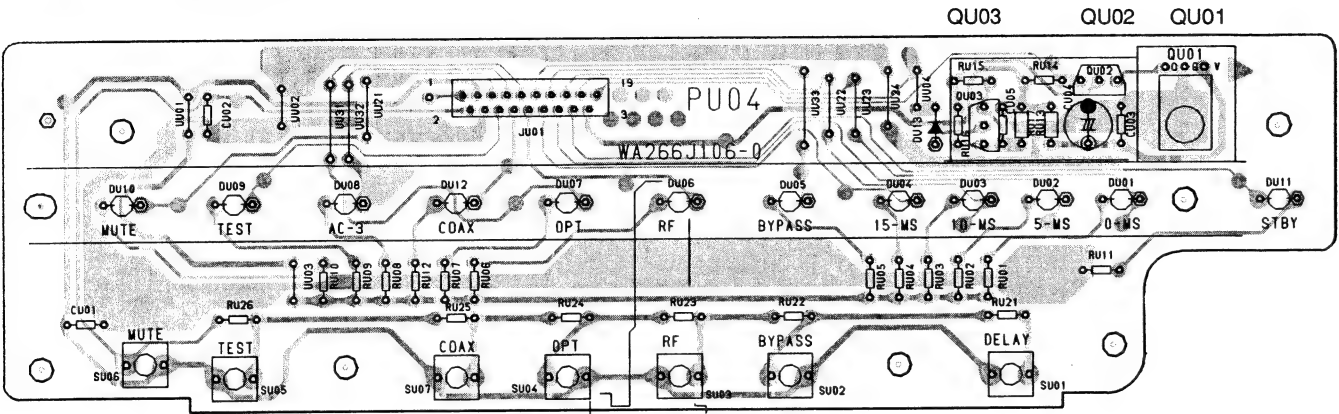 QU03 QU02 QU01
QU01
V
RU15 RU14 QU02
1 19
PU04
2 3
JU01
UU01 CU02 UU02 UU31 UU32 UU21
UU33 UU22 UU23 UU24 UU04
DU13 QU03 RU13 CU03
WA266J106-0
DU10 DU09 DU08 DU12 DU07 DU06 DU05 DU04 DU03 DU02 DU01 DU11
MUTE TEST AC-3 COAX OPT RF BYPASS 15-MS 10-MS 5-MS 0-MS STBY
UU03 RU10 RU09 RU08 RU12 RU07 RU06 RU05 RU04 RU03 RU02 RU01 RU11
CU01 RU26 RU25 RU24 RU23 RU22 RU21
MUTE TEST COAX OPT RF BYPASS DELAY
SU06 SU05 SU07 SU04 SU03 SU02 SU01